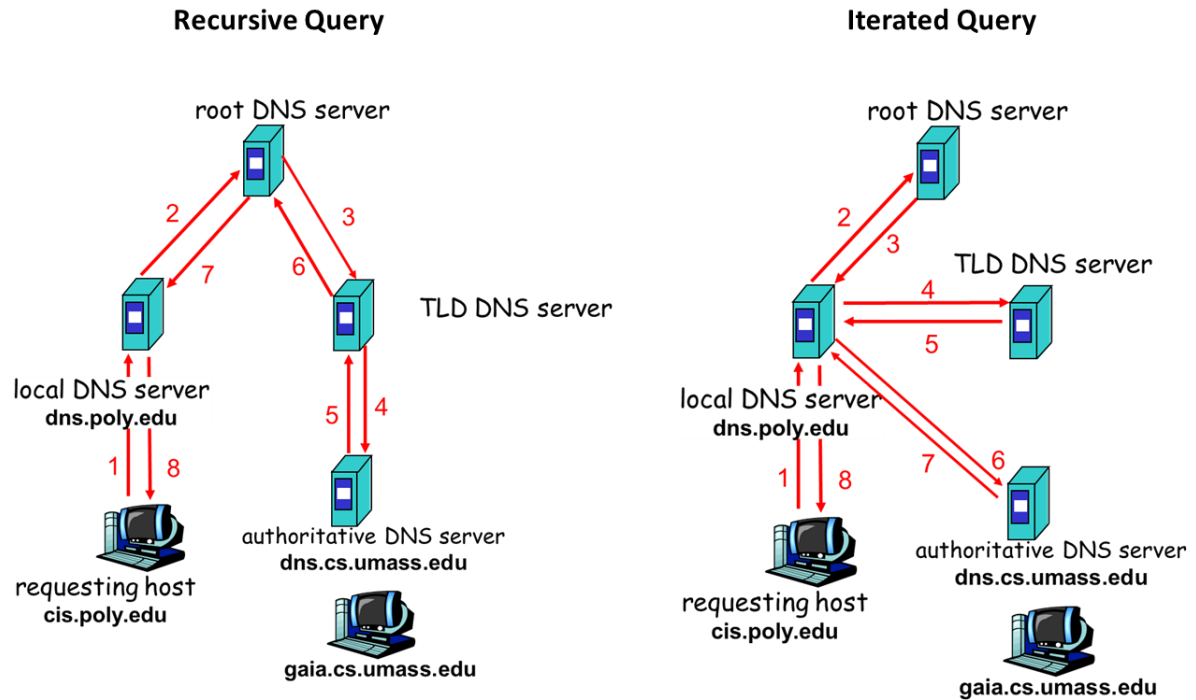 Recursive Query
root DNS server
2
3
7
6
TLD DNS server
local DNS server
dns.poly.edu
5
4
1
8
authoritative DNS server
dns.cs.umass.edu
requesting host
cis.poly.edu
gaia.cs.umass.edu
Iterated Query
root DNS server
2
3
TLD DNS server
4
5
local DNS server
dns.poly.edu
6
7
1
8
authoritative DNS server
dns.cs.umass.edu
requesting host
cis.poly.edu
gaia.cs.umass.edu